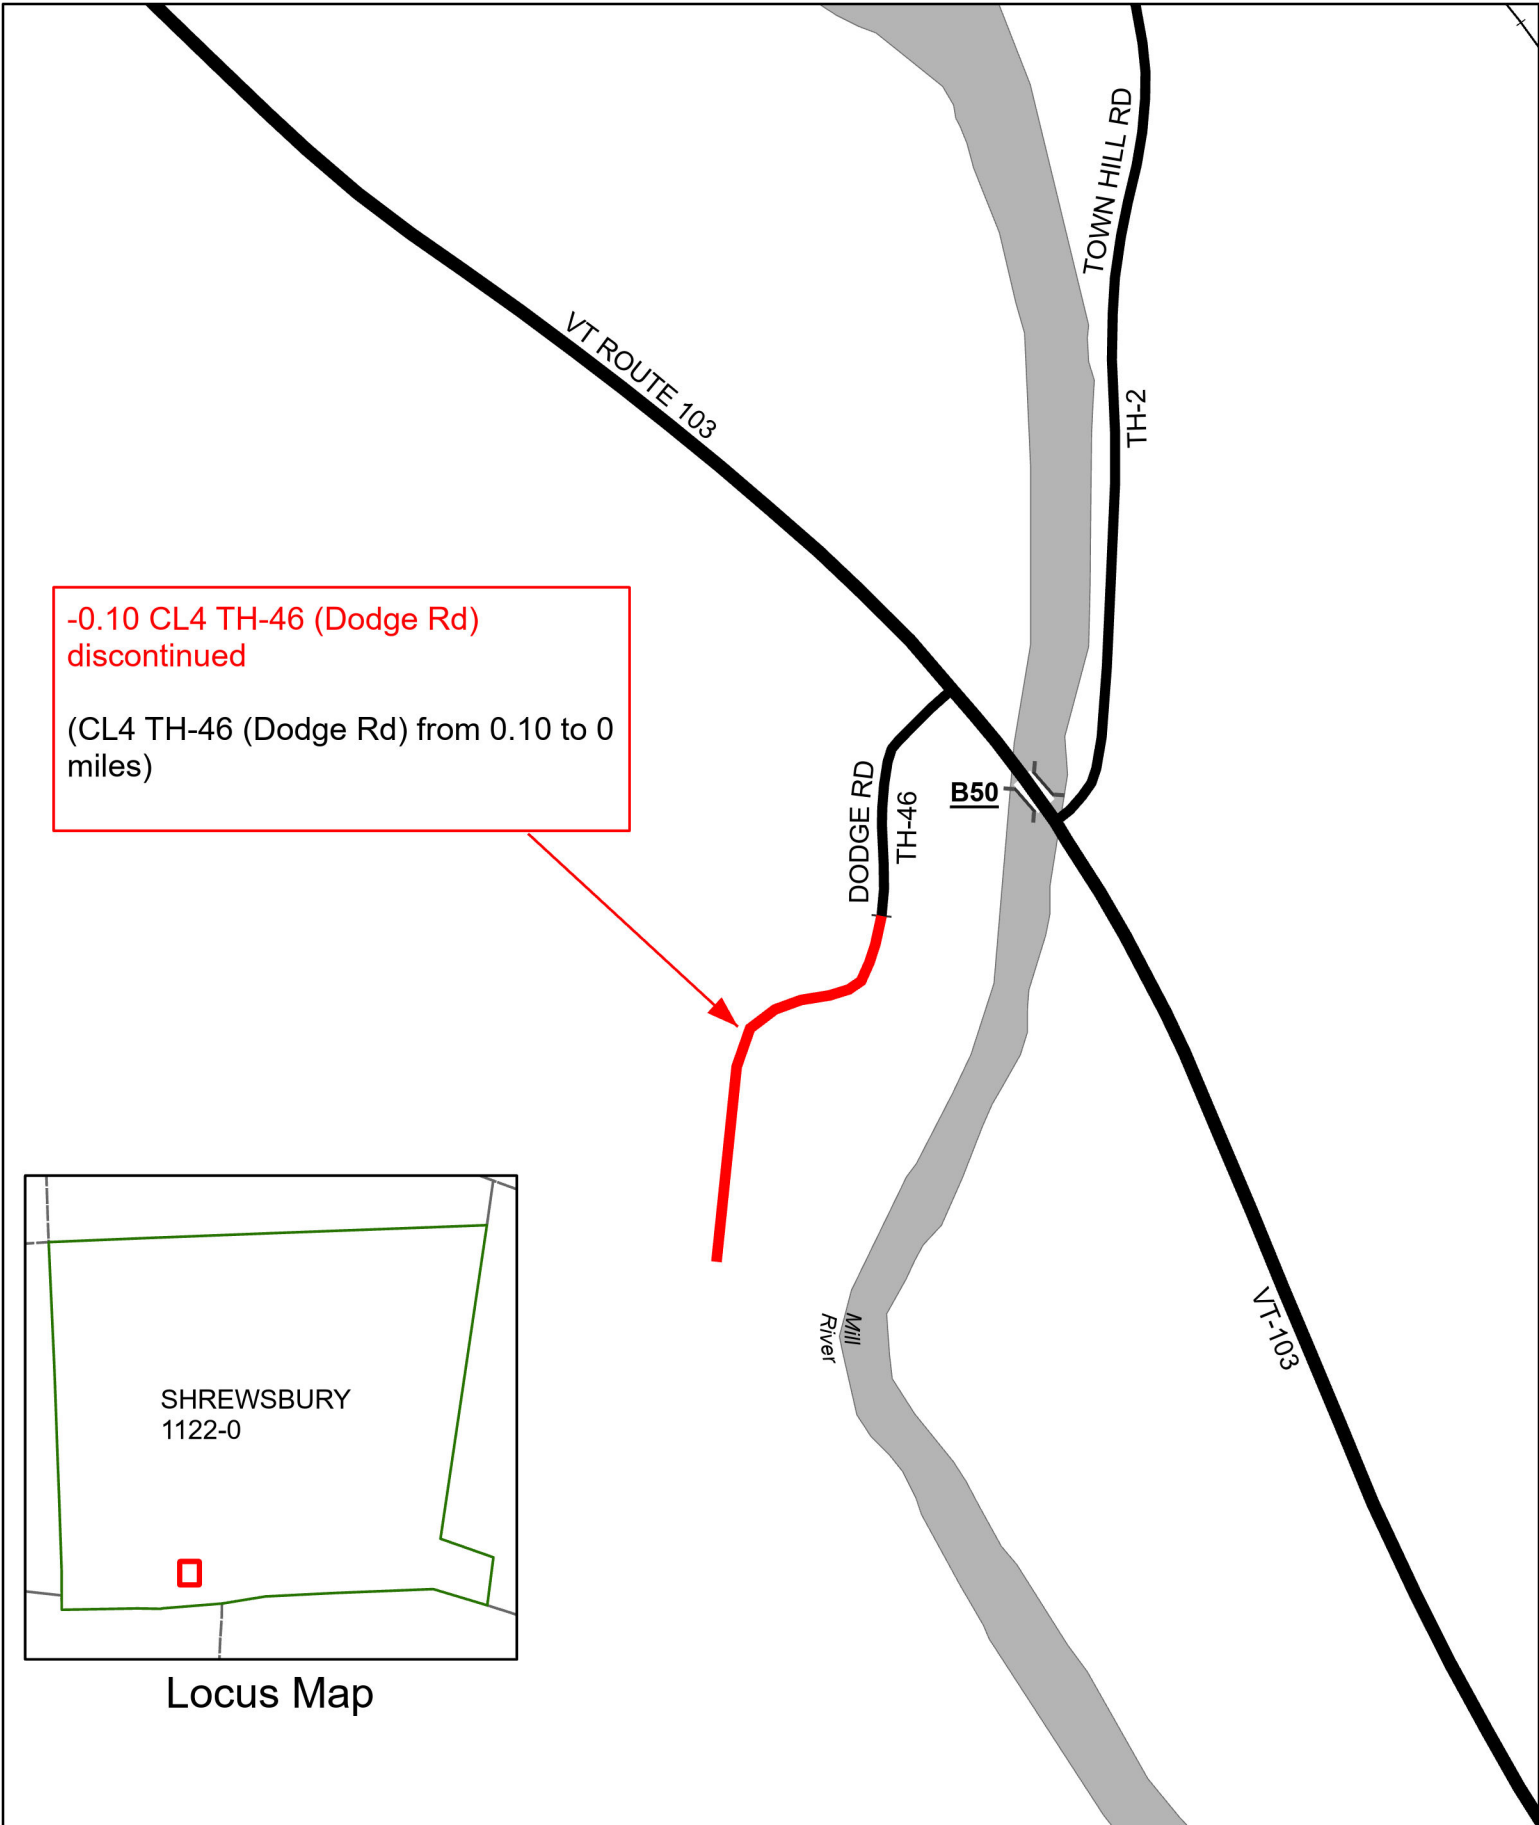 TOWN HILL RD
VT ROUTE 103
TH-2
-0.10 CL4 TH-46 (Dodge Rd)
discontinued
(CL4 TH-46 (Dodge Rd) from 0.10 to 0
miles)
DODGE RD
TH-46
B50
Mill
River
VT-103
SHREWSBURY
1122-0
Locus Map